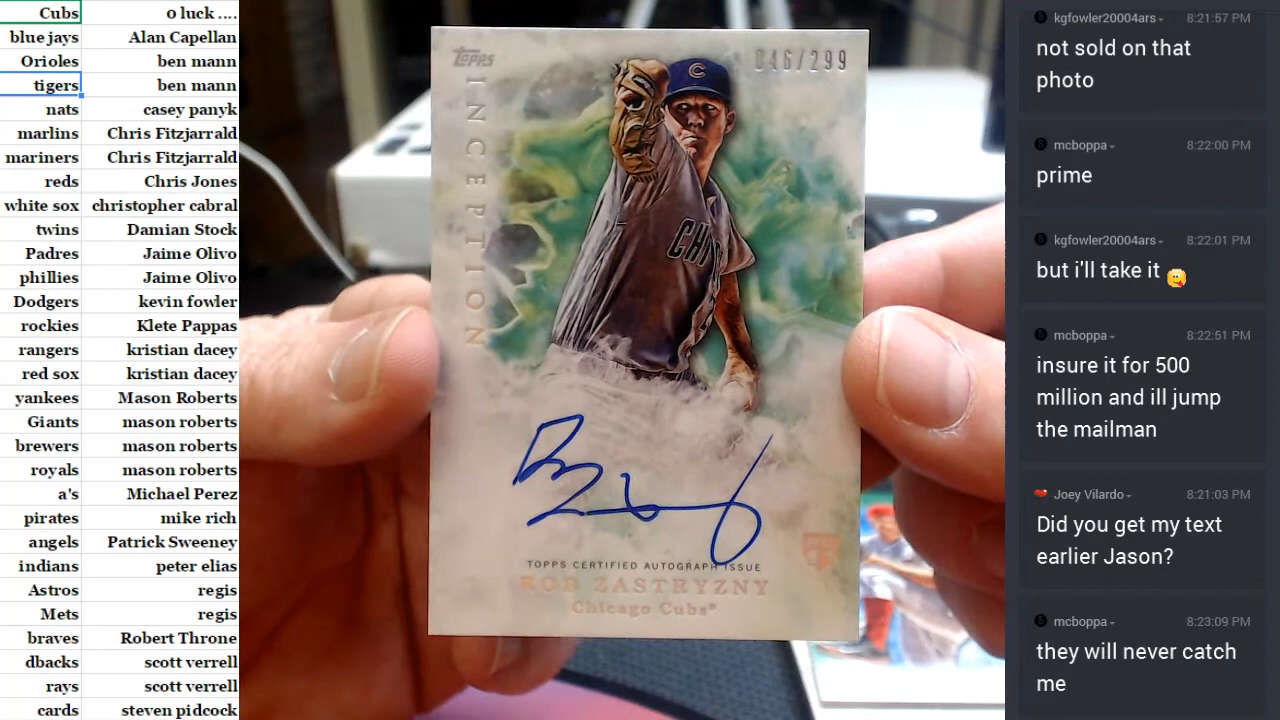 Cubs o luck ....
blue jays Alan Capellan
Orioles ben mann
tigers ben mann
nats casey panyk
marlins Chris Fitzjarrald
mariners Chris Fitzjarrald
reds Chris Jones
white sox christopher cabral
twins Damian Stock
Padres Jaime Olivo
phillies Jaime Olivo
Dodgers kevin fowler
rockies Klete Pappas
rangers kristian dacey
red sox kristian dacey
yankees Mason Roberts
Giants mason roberts
brewers mason roberts
royals mason roberts
a's Michael Perez
pirates mike rich
angels Patrick Sweeney
indians peter elias
Astros regis
Mets regis
braves Robert Throne
dbacks scott verrell
rays scott verrell
cards steven pidcock
Topps
046/299
INCEPTION
C
CHI
TOPPS CERTIFIED AUTOGRAPH ISSUE
ROB ZASTRYZNY
Chicago Cubs®
kgfowler20004ars 8:21:57 PM
not sold on that
photo
mcboppa 8:22:00 PM
prime
kgfowler20004ars 8:22:01 PM
but i'll take it
mcboppa 8:22:51 PM
insure it for 500
million and ill jump
the mailman
Joey Vilardo 8:21:03 PM
Did you get my text
earlier Jason?
mcboppa 8:23:09 PM
they will never catch
me